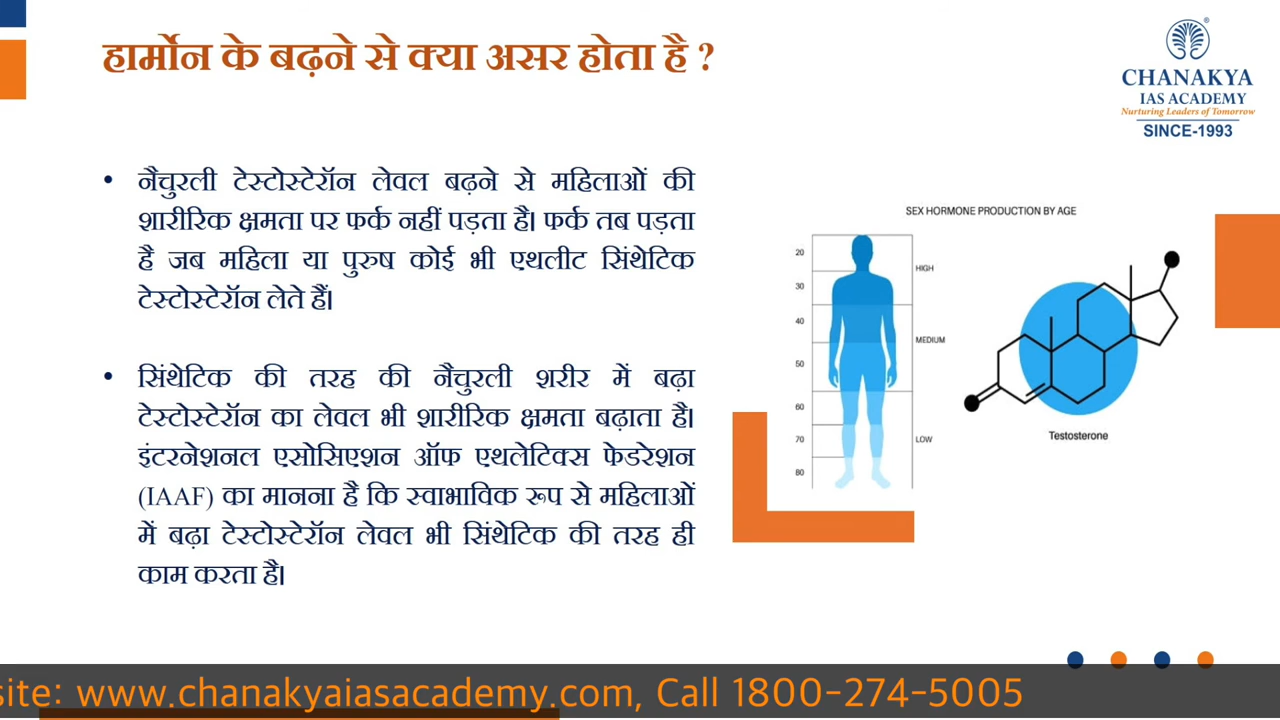 हार्मोन के बढ़ने से क्या असर होता है ?
CHANAKYA
IAS ACADEMY
Nurturing Leaders of Tomorrow
SINCE-1993
• नैचुरली टेस्टोस्टेरॉन लेवल बढ़ने से महिलाओं की
शारीरिक क्षमता पर फर्क नहीं पड़ता है। फर्क तब पड़ता
है जब महिला या पुरुष कोई भी एथलीट सिंथेटिक
टेस्टोस्टेरॉन लेते हैं।
• सिंथेटिक की तरह की नैचुरली शरीर में बढ़ा
टेस्टोस्टेरॉन का लेवल भी शारीरिक क्षमता बढ़ाता है।
इंटरनेशनल एसोसिएशन ऑफ एथलेटिक्स फेडरेशन
(IAAF) का मानना है कि स्वाभाविक रूप से महिलाओं
में बढ़ा टेस्टोस्टेरॉन लेवल भी सिंथेटिक की तरह ही
काम करता है।
SEX HORMONE PRODUCTION BY AGE
20
HIGH
30
40
MEDIUM
50
60
70
LOW
80
Testosterone
site: www.chanakyaiasacademy.com, Call 1800-274-5005